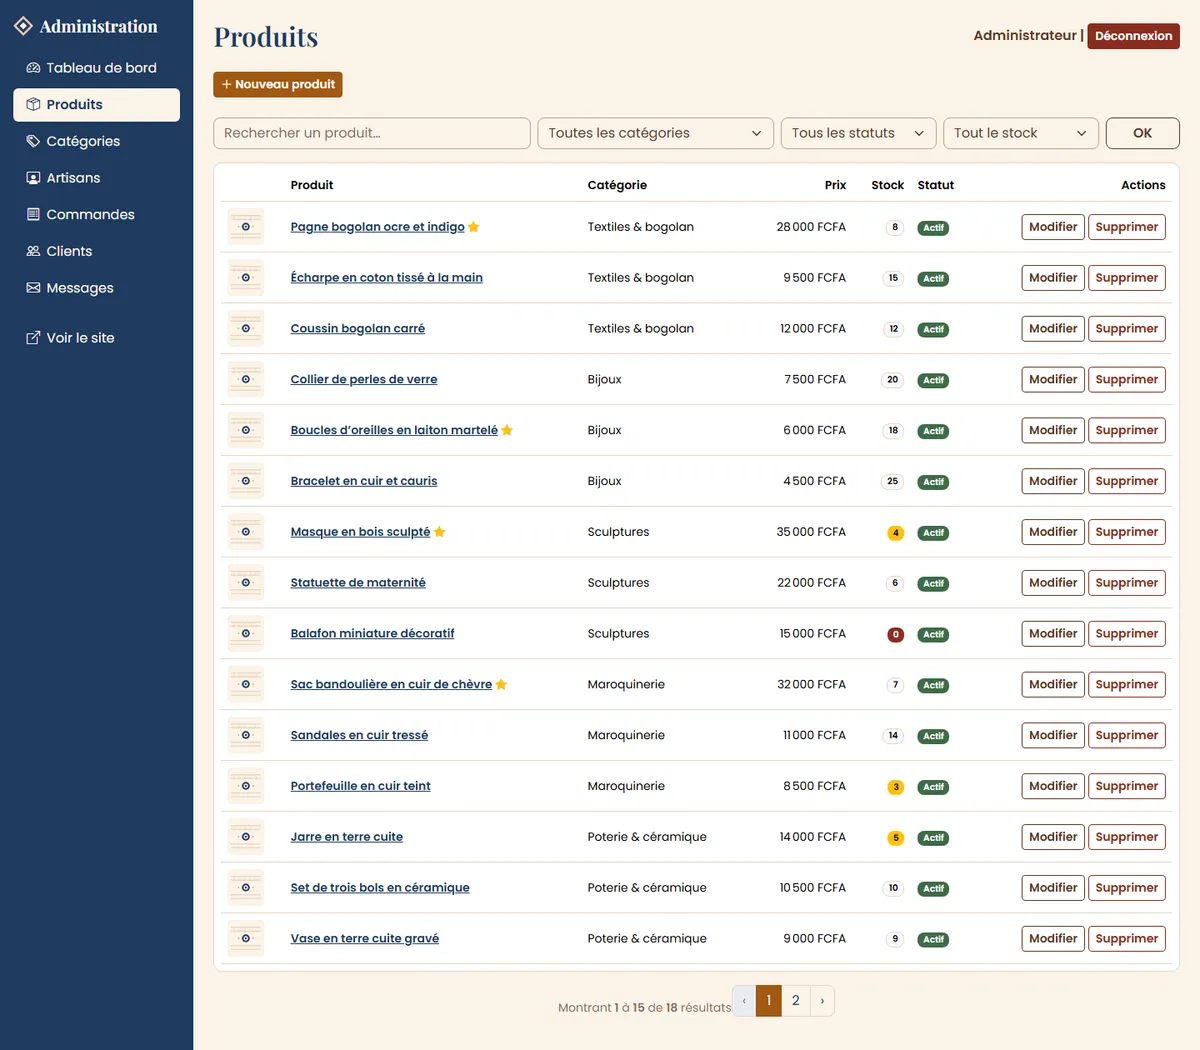 Administration
Tableau de bord
Produits
Catégories
Artisans
Commandes
Clients
Messages
Voir le site
Produits
Administrateur | Déconnexion
+ Nouveau produit
Rechercher un produit... Toutes les catégories Tous les statuts Tout le stock OK
Produit Catégorie Prix Stock Statut Actions
Pagne bogolan ocre et indigo Textiles & bogolan 28 000 FCFA 8 Actif Modifier Supprimer
Écharpe en coton tissé à la main Textiles & bogolan 9 500 FCFA 15 Actif Modifier Supprimer
Coussin bogolan carré Textiles & bogolan 12 000 FCFA 12 Actif Modifier Supprimer
Collier de perles de verre Bijoux 7 500 FCFA 20 Actif Modifier Supprimer
Boucles d’oreilles en laiton martelé Bijoux 6 000 FCFA 18 Actif Modifier Supprimer
Bracelet en cuir et cauris Bijoux 4 500 FCFA 25 Actif Modifier Supprimer
Masque en bois sculpté Sculptures 35 000 FCFA 4 Actif Modifier Supprimer
Statuette de maternité Sculptures 22 000 FCFA 6 Actif Modifier Supprimer
Balafon miniature décoratif Sculptures 15 000 FCFA 0 Actif Modifier Supprimer
Sac bandoulière en cuir de chèvre Maroquinerie 32 000 FCFA 7 Actif Modifier Supprimer
Sandales en cuir tressé Maroquinerie 11 000 FCFA 14 Actif Modifier Supprimer
Portefeuille en cuir teint Maroquinerie 8 500 FCFA 3 Actif Modifier Supprimer
Jarre en terre cuite Poterie & céramique 14 000 FCFA 5 Actif Modifier Supprimer
Set de trois bols en céramique Poterie & céramique 10 500 FCFA 10 Actif Modifier Supprimer
Vase en terre cuite gravé Poterie & céramique 9 000 FCFA 9 Actif Modifier Supprimer
Montrant 1 à 15 de 18 résultats ‹ 1 2 ›